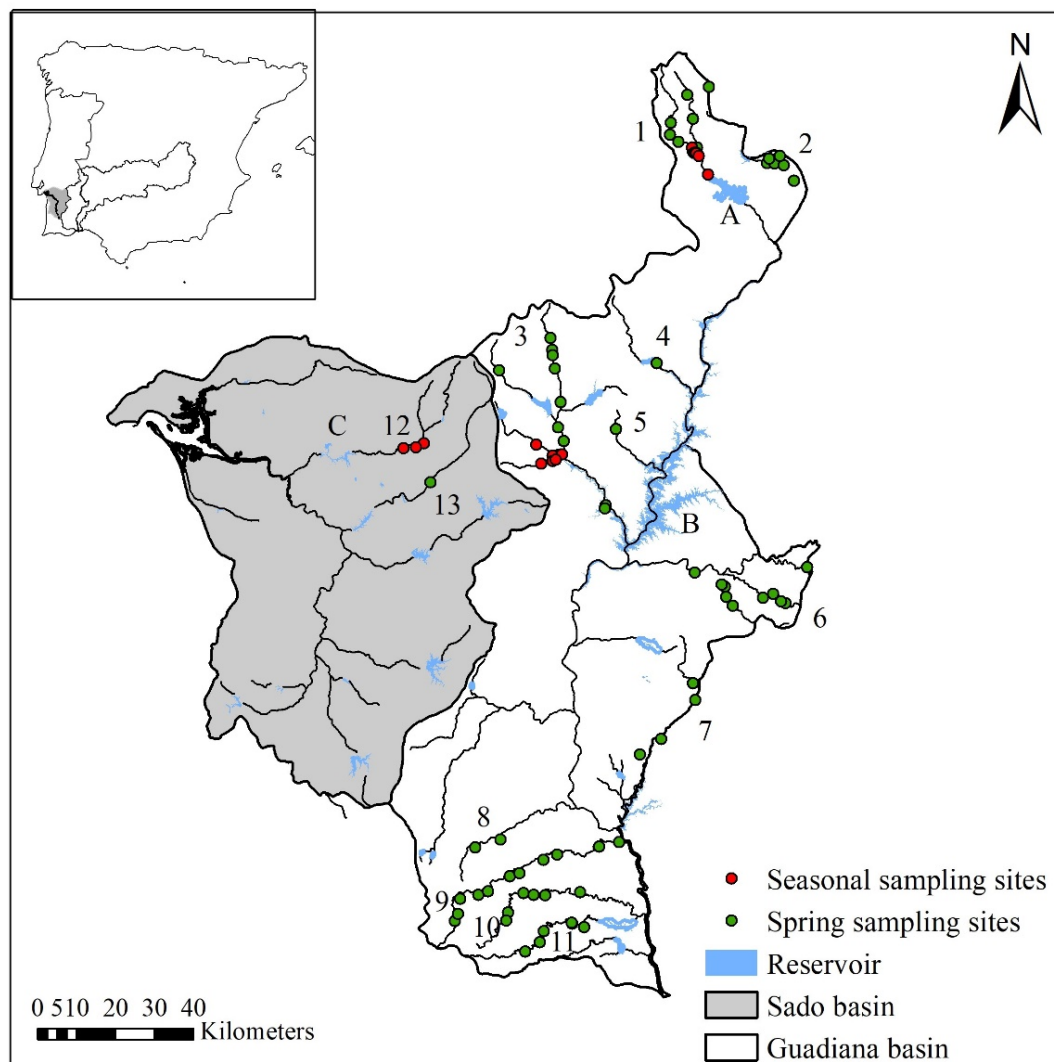 N
1
2
A
3
4
5
C
12
13
B
6
7
8
9
10
11
Seasonal sampling sites
Spring sampling sites
Reservoir
Sado basin
Guadiana basin
0 510 20 30 40
Kilometers